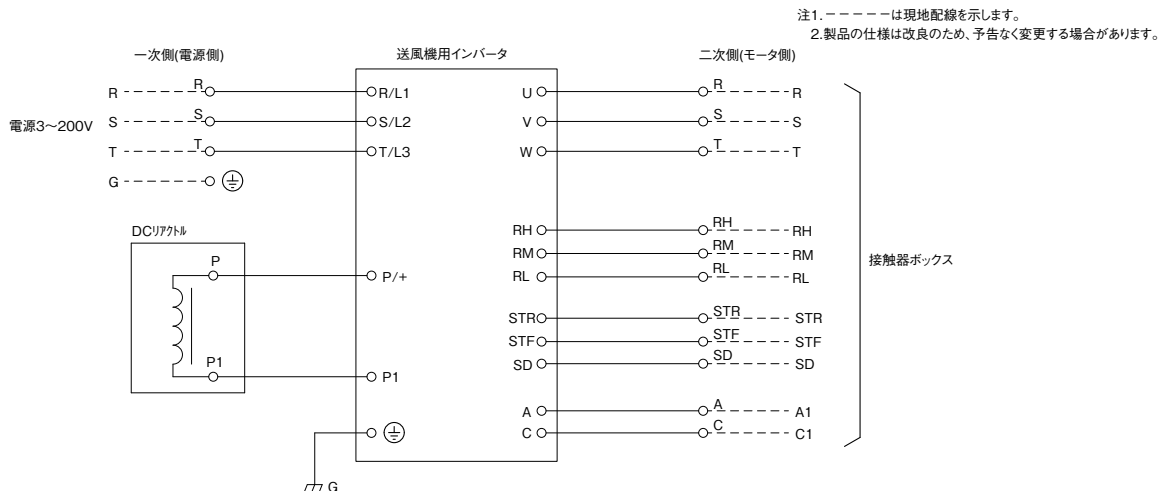 注1.－－－－－は現地配線を示します。
2.製品の仕様は改良のため、予告なく変更する場合があります。
一次側(電源側)
送風機用インバータ
二次側(モータ側)
R R R/L1 U R R
電源3～200V
S S S/L2 V S S
T T T/L3 W T T
G
DCリアクトル
P P/+
P1 P1
G
RH RH RH
RM RM RM
RL RL RL
接触器ボックス
STR STR STR
STF STF STF
SD SD SD
A A A1
C C C1